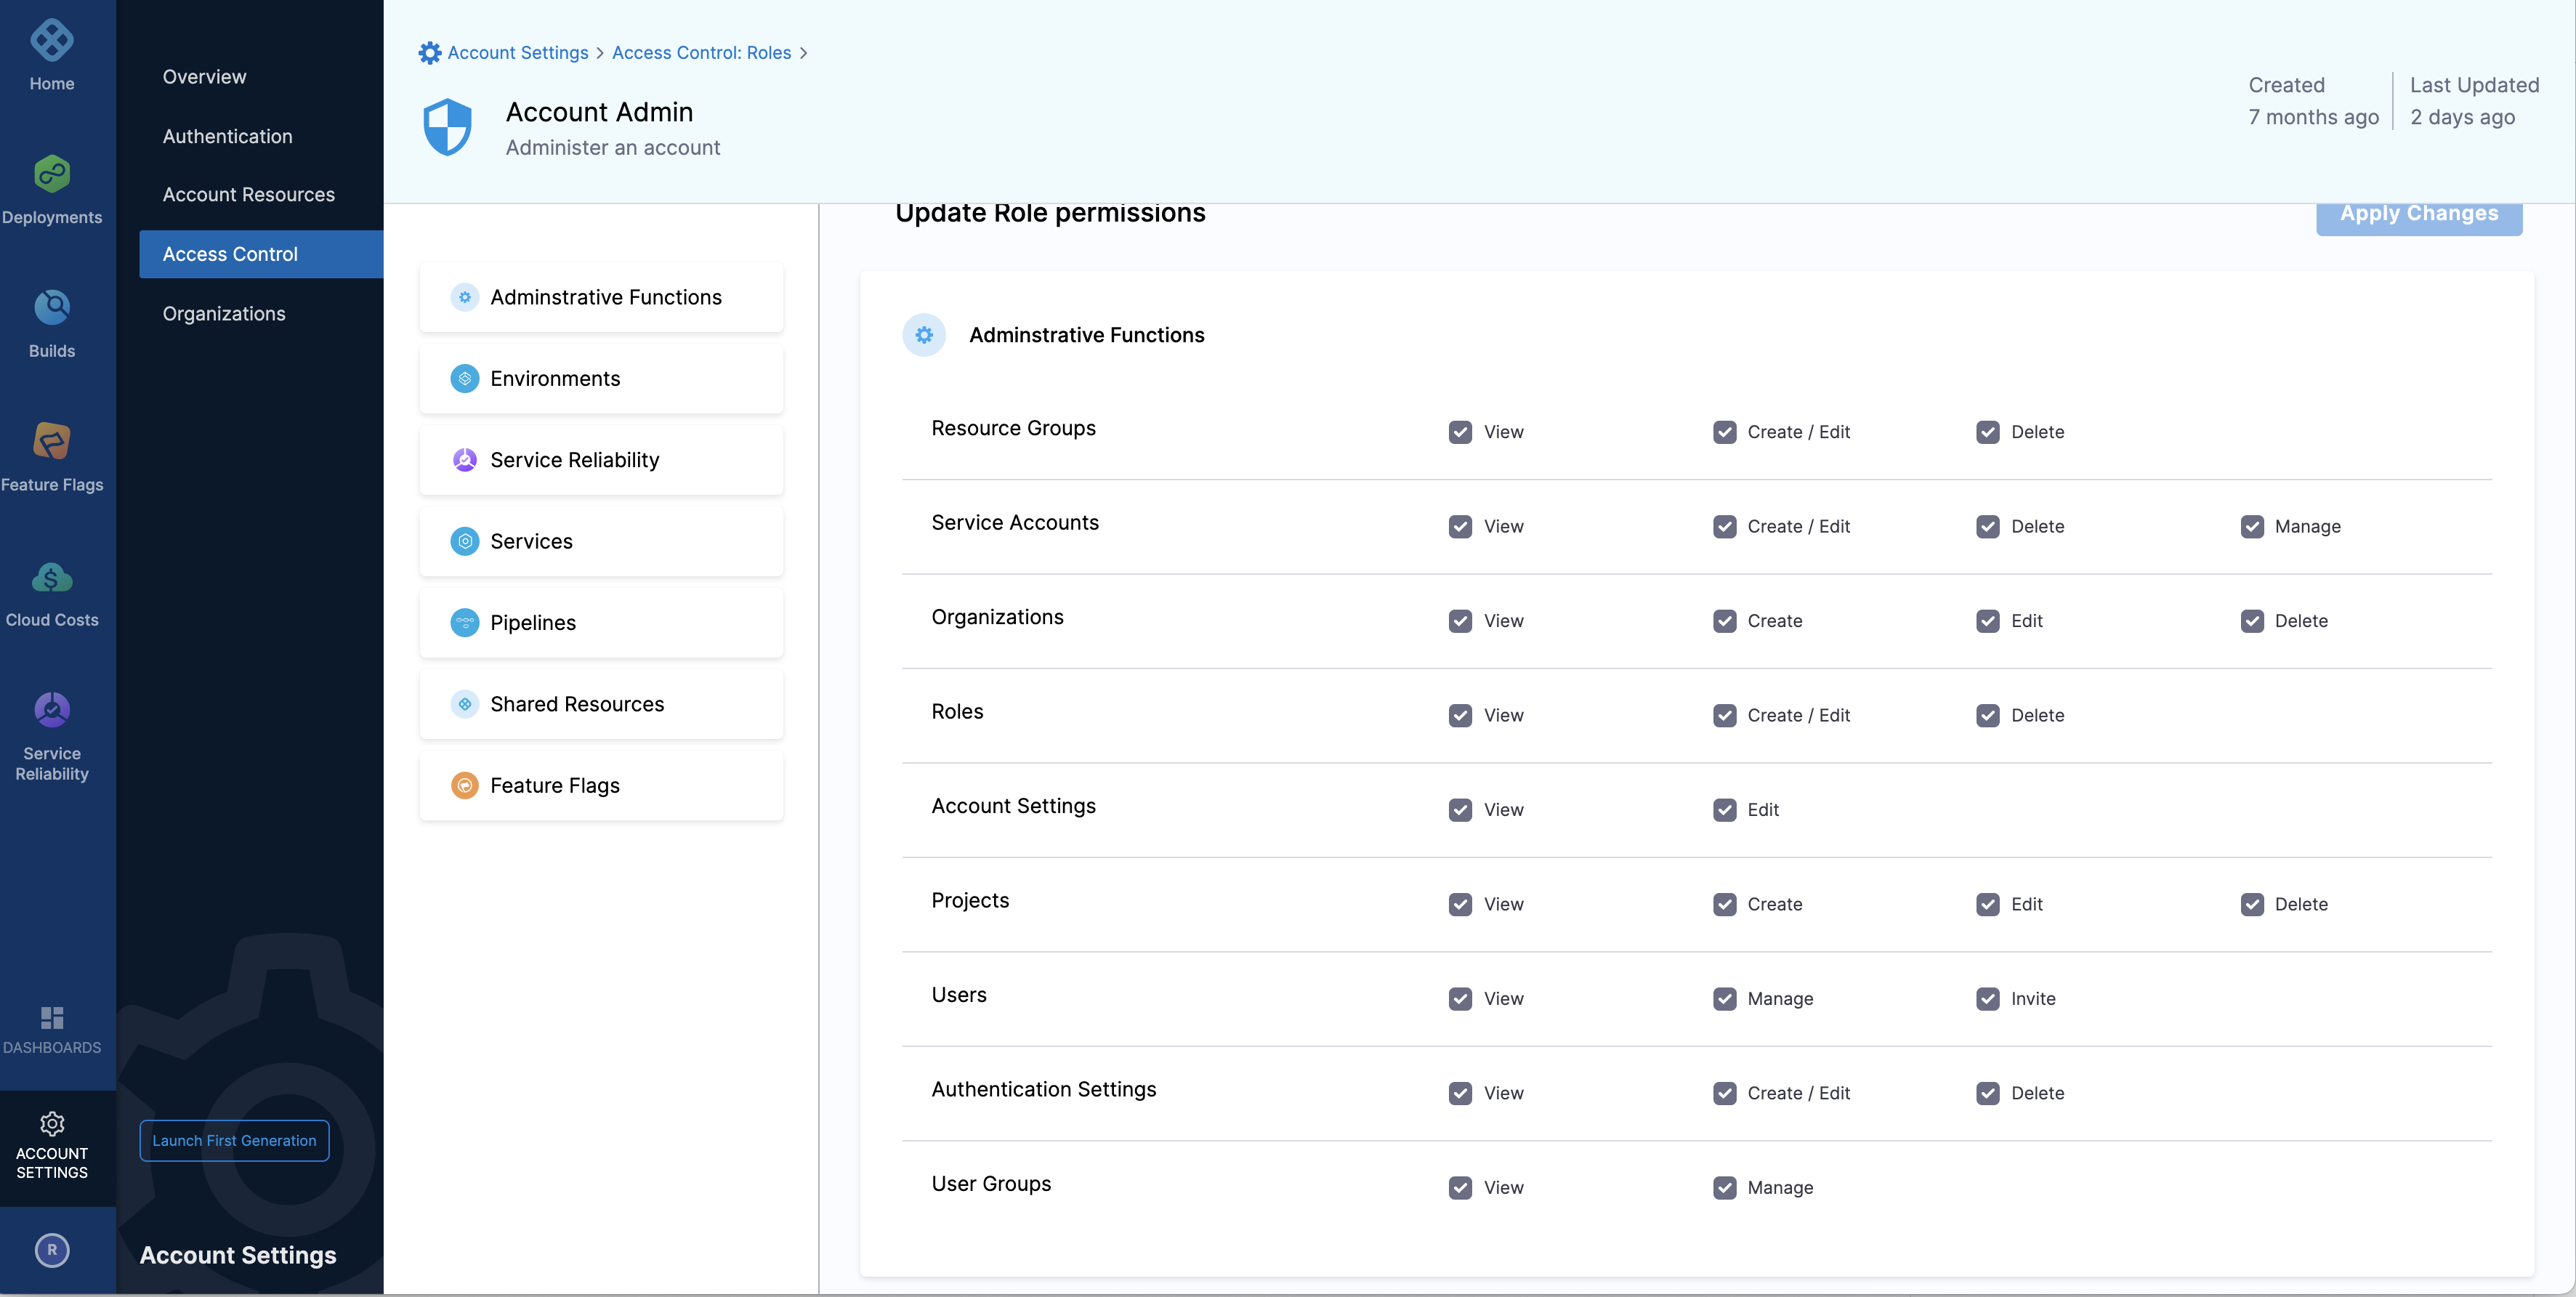 Home
Deployments
Builds
Feature Flags
Cloud Costs
Service
Reliability
DASHBOARDS
ACCOUNT
SETTINGS
R
Overview
Authentication
Account Resources
Access Control
Organizations
Launch First Generation
Account Settings
Account Settings > Access Control: Roles >
Account Admin
Administer an account
Created
7 months ago
Last Updated
2 days ago
Adminstrative Functions
Environments
Service Reliability
Services
Pipelines
Shared Resources
Feature Flags
Update Role permissions
Apply Changes
Adminstrative Functions
Resource Groups View Create / Edit Delete
Service Accounts View Create / Edit Delete Manage
Organizations View Create Edit Delete
Roles View Create / Edit Delete
Account Settings View Edit
Projects View Create Edit Delete
Users View Manage Invite
Authentication Settings View Create / Edit Delete
User Groups View Manage